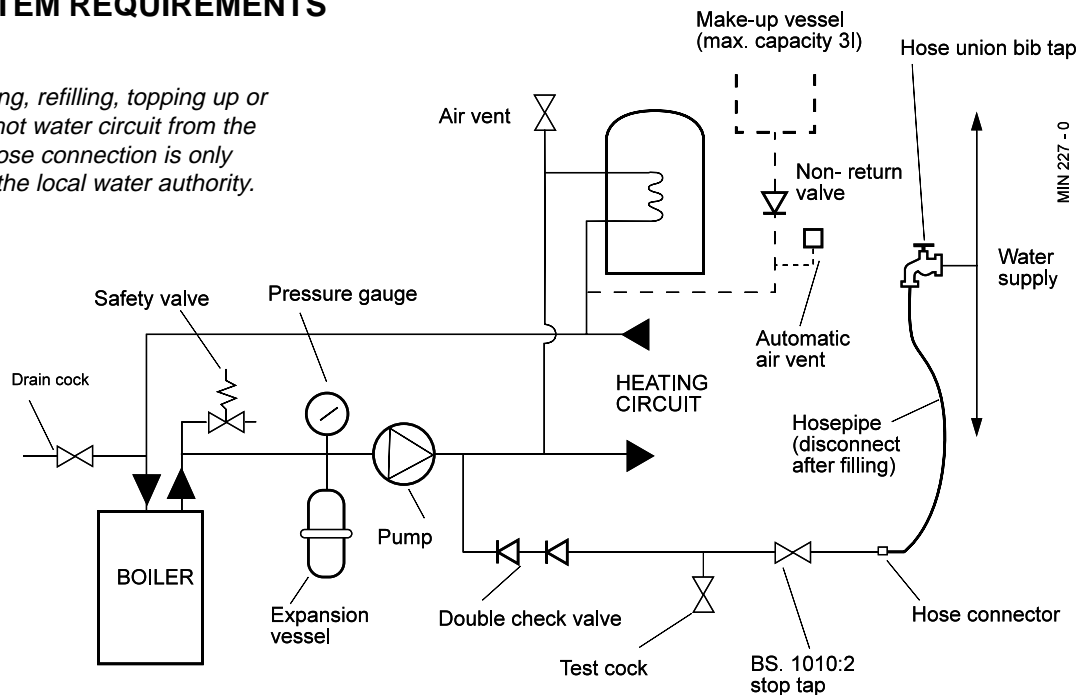 TEM REQUIREMENTS
ng, refilling, topping up or
not water circuit from the
ose connection is only
the local water authority.
Make-up vessel
(max. capacity 3l)
Hose union bib tap
Air vent
MIN 227 - 0
Non- return
valve
Water
supply
Safety valve
Pressure gauge
Automatic
air vent
Drain cock
HEATING
CIRCUIT
Hosepipe
(disconnect
after filling)
Pump
BOILER
Expansion
vessel
Double check valve
Hose connector
Test cock
BS. 1010:2
stop tap